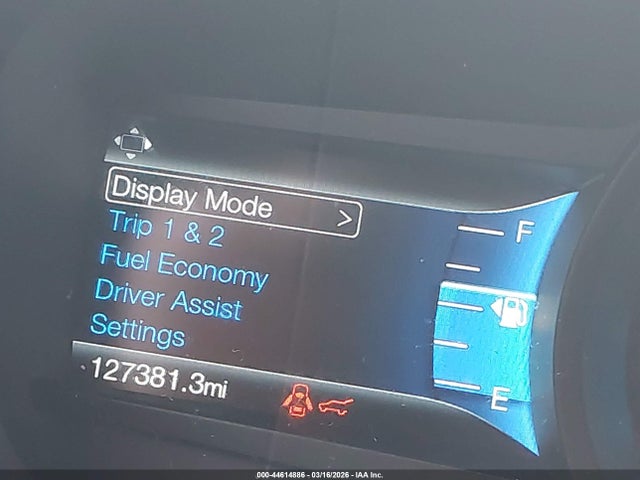 Display Mode >
Trip 1 & 2
Fuel Economy
Driver Assist
Settings
127381.3mi
F
E
000-44614886 - 03/16/2026 - IAA Inc.